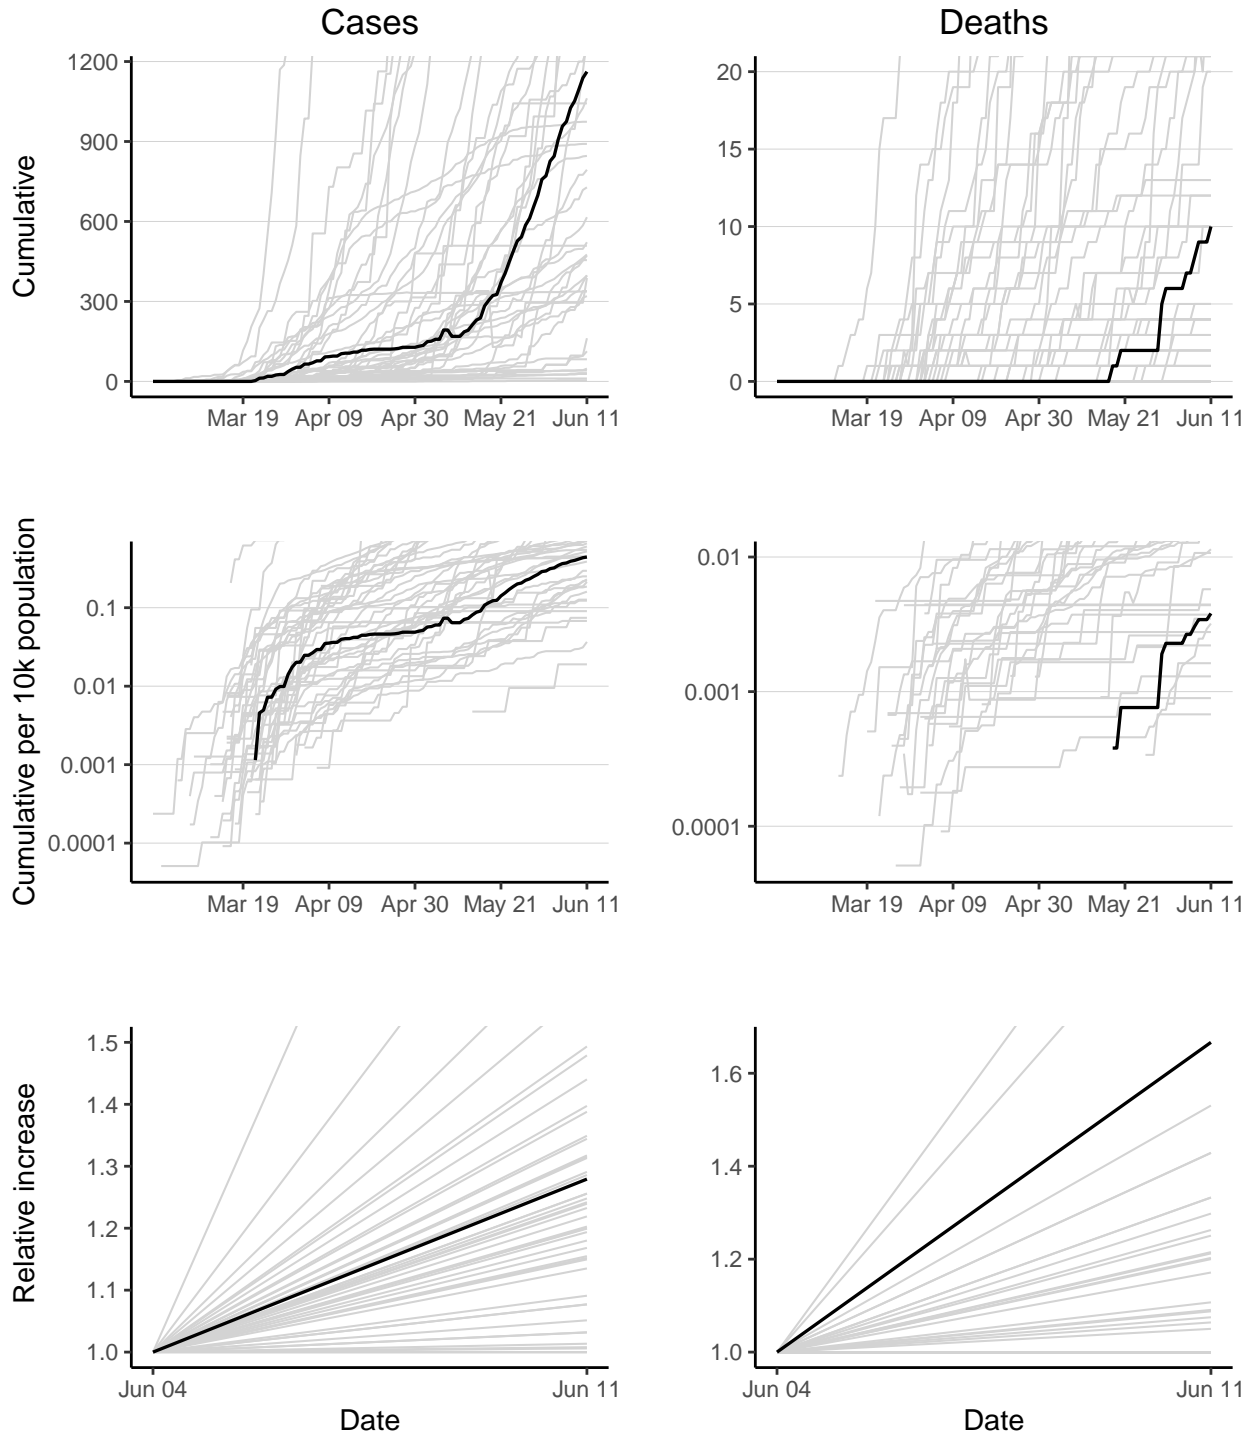 Cases
Deaths
Cumulative
1200
900
600
300
0
Mar 19 Apr 09 Apr 30 May 21 Jun 11
20
15
10
5
0
Mar 19 Apr 09 Apr 30 May 21 Jun 11
Cumulative per 10k population
0.1
0.01
0.001
0.0001
Mar 19 Apr 09 Apr 30 May 21 Jun 11
0.01
0.001
0.0001
Mar 19 Apr 09 Apr 30 May 21 Jun 11
Relative increase
1.5
1.4
1.3
1.2
1.1
1.0
Jun 04 Jun 11
Date
1.6
1.4
1.2
1.0
Jun 04 Jun 11
Date